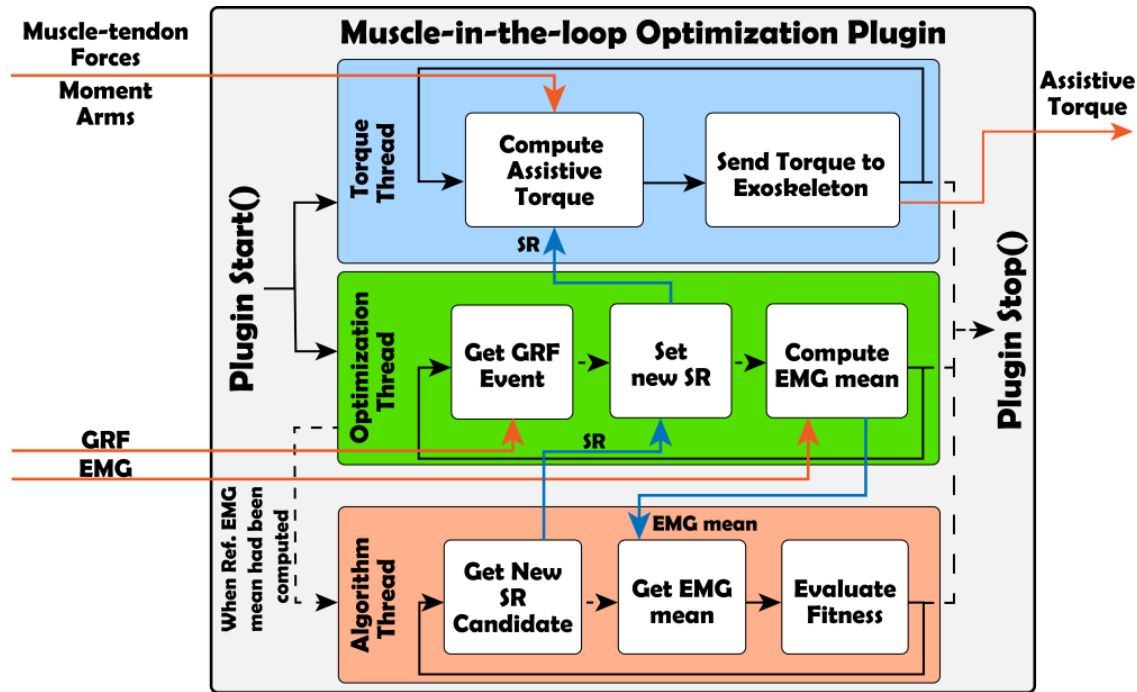 Muscle-in-the-loop Optimization Plugin
Muscle-tendon
Forces
Moment
Arms
Assistive
Torque
Plugin Start()
Torque
Thread
Compute
Assistive
Torque
Send Torque to
Exoskeleton
SR
Plugin Stop()
Optimization
Thread
Get GRF
Event
Set
new SR
Compute
EMG mean
GRF
EMG
SR
When Ref. EMG
mean had been
computed
Algorithm
Thread
EMG mean
Get New
SR
Candidate
Get EMG
mean
Evaluate
Fitness